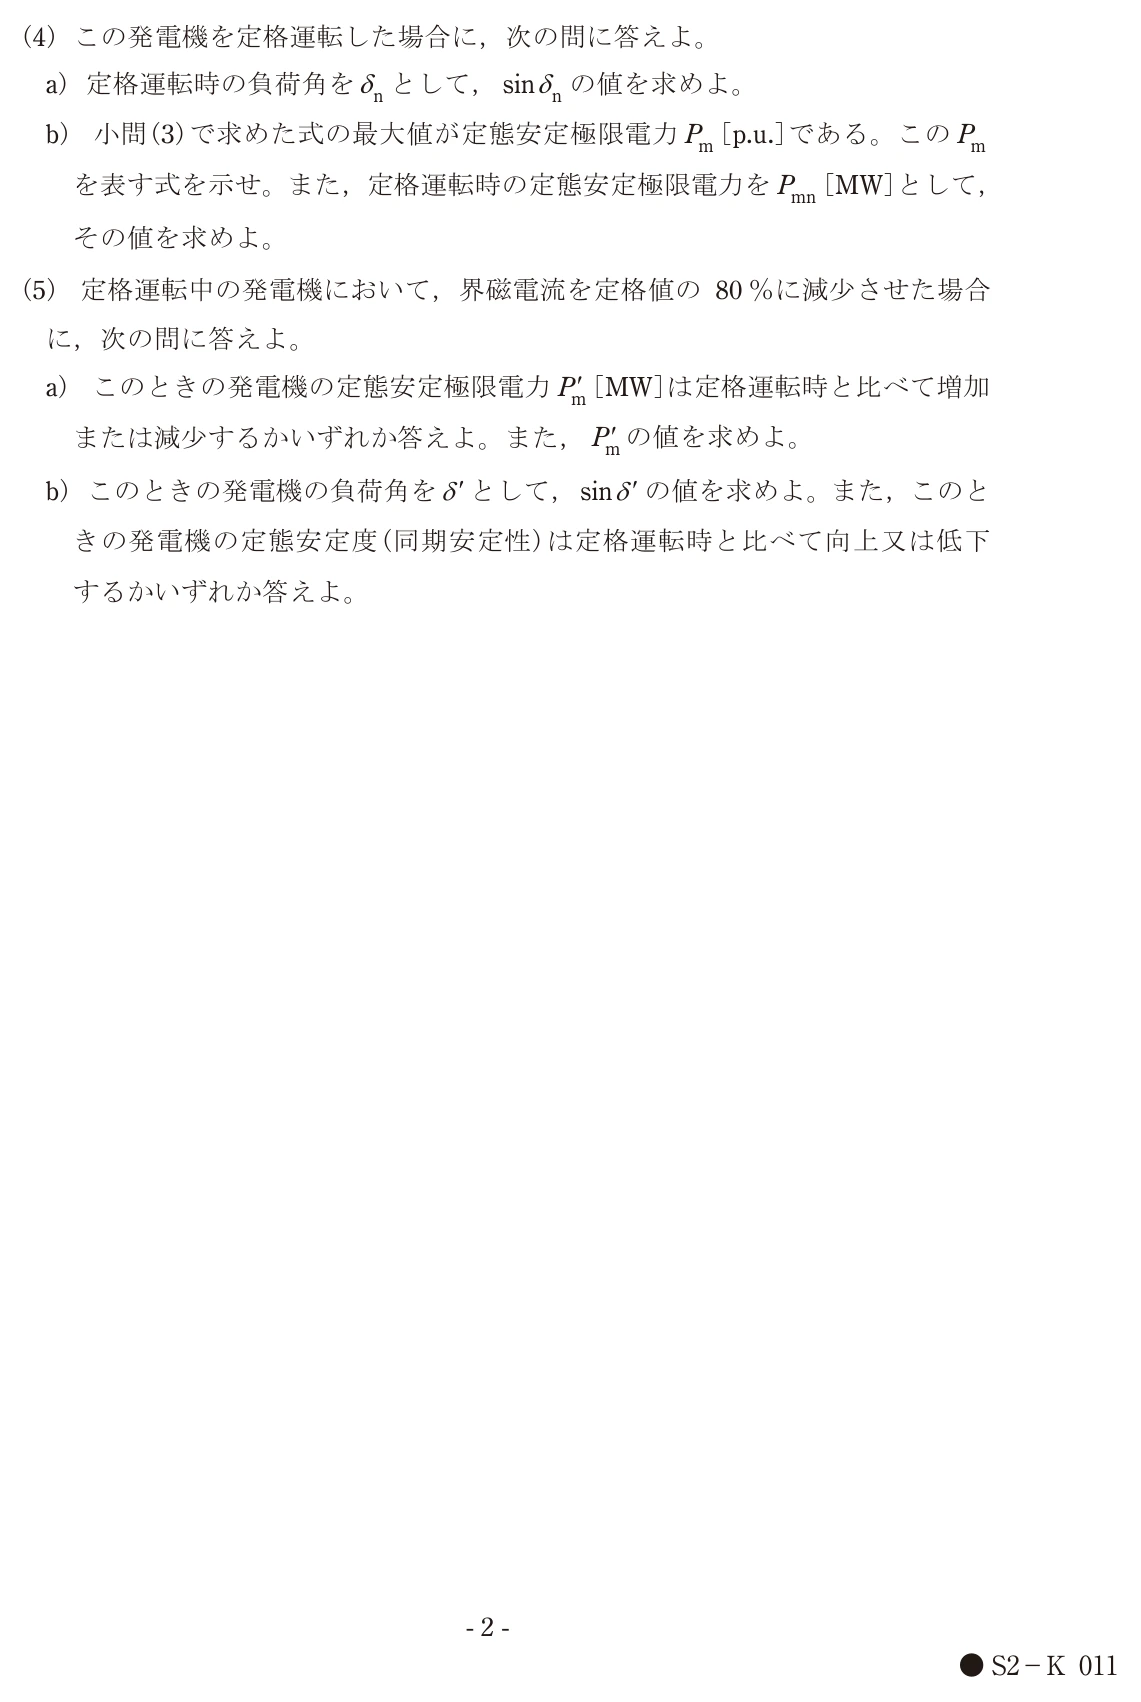 (4) この発電機を定格運転した場合に，次の問に答えよ。
a) 定格運転時の負荷角をδnとして，sinδnの値を求めよ。
b) 小問(3)で求めた式の最大値が定態安定極限電力Pm[p.u.]である。このPm
を表す式を示せ。また，定格運転時の定態安定極限電力をPmn[MW]として，
その値を求めよ。
(5) 定格運転中の発電機において，界磁電流を定格値の 80 %に減少させた場合
に，次の問に答えよ。
a) このときの発電機の定態安定極限電力P′m[MW]は定格運転時と比べて増加
または減少するかいずれか答えよ。また，P′mの値を求めよ。
b) このときの発電機の負荷角をδ′として，sinδ′の値を求めよ。また，このと
きの発電機の定態安定度(同期安定性)は定格運転時と比べて向上又は低下
するかいずれか答えよ。
- 2 -
●S2－K 011